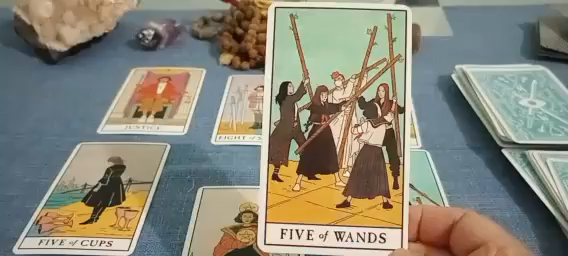 JUSTICE
EIGHT of S
FIVE of WANDS
FIVE of CUPS